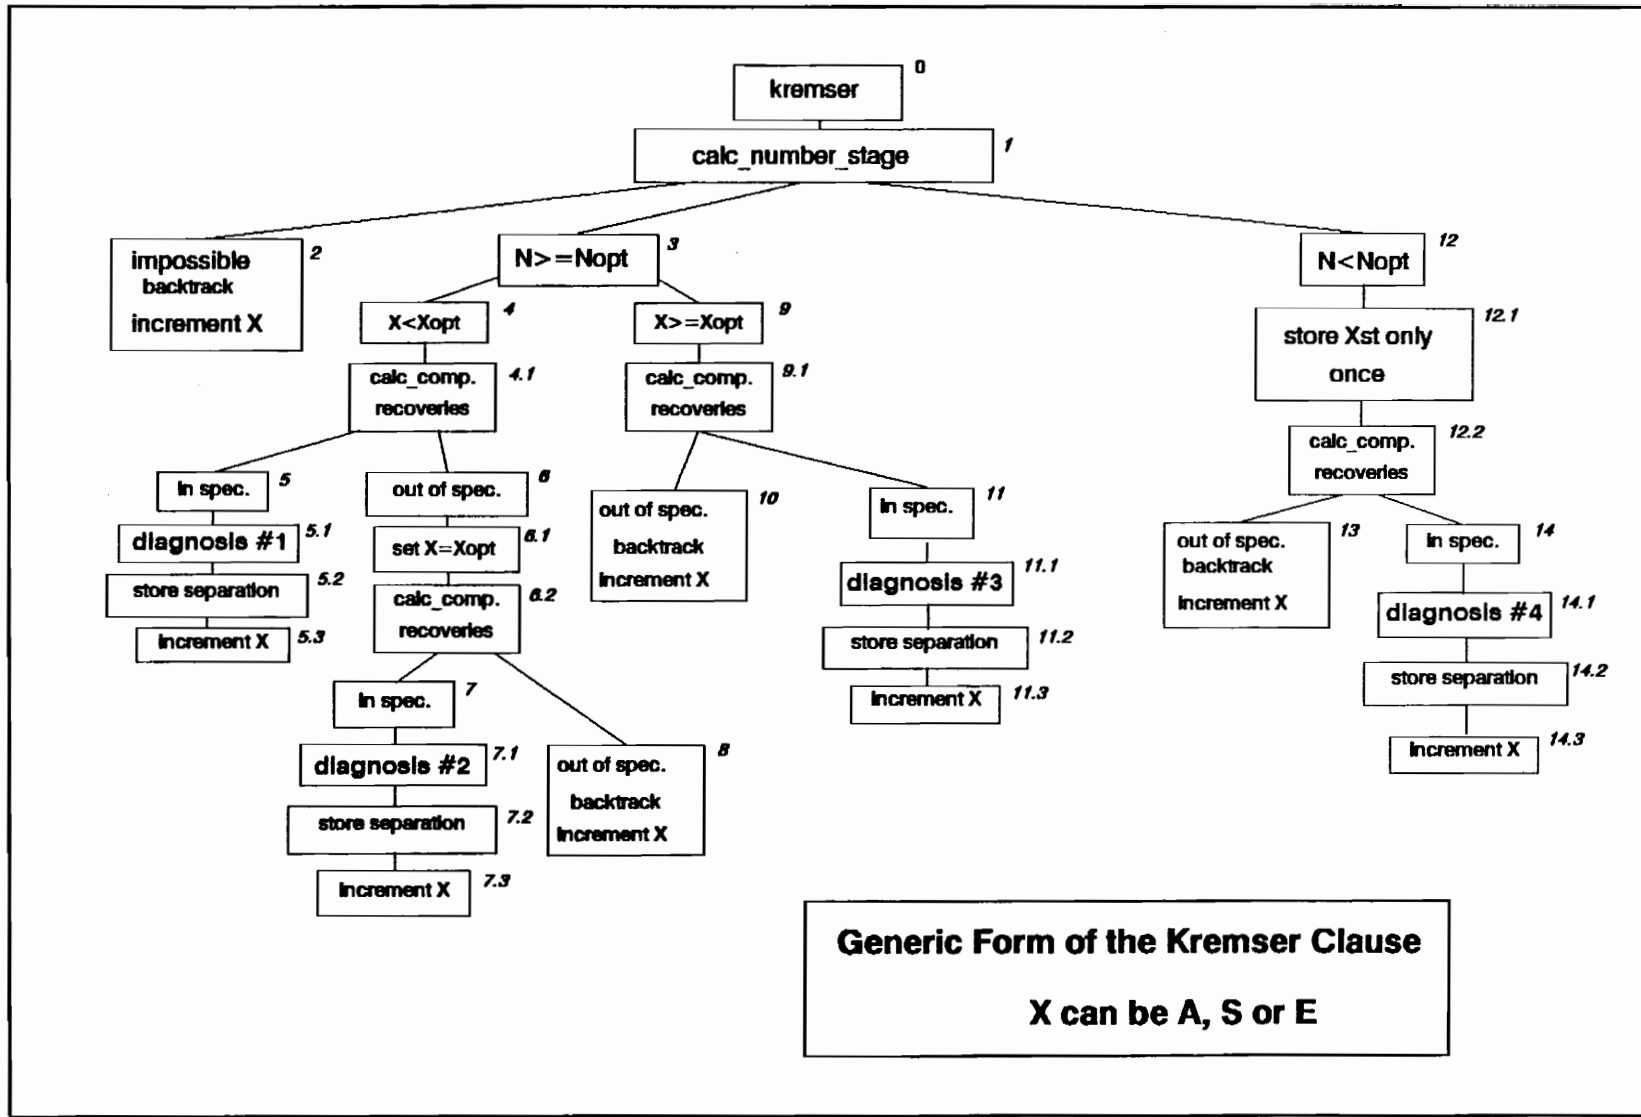 kremser
0
calc_number_stage
1
impossible
backtrack
increment X
2
N>=Nopt
3
N<Nopt
12
X<Xopt
4
X>=Xopt
9
store Xst only
once
12.1
calc_comp.
recoveries
4.1
calc_comp.
recoveries
9.1
calc_comp.
recoveries
12.2
in spec.
5
out of spec.
6
out of spec.
backtrack
increment X
10
in spec.
11
out of spec.
backtrack
increment X
13
in spec.
14
diagnosis #1
5.1
set X=Xopt
6.1
diagnosis #3
11.1
diagnosis #4
14.1
store separation
5.2
calc_comp.
recoveries
6.2
store separation
11.2
store separation
14.2
increment X
5.3
in spec.
7
increment X
11.3
increment X
14.3
diagnosis #2
7.1
out of spec.
backtrack
increment X
8
store separation
7.2
increment X
7.3
Generic Form of the Kremser Clause
X can be A, S or E